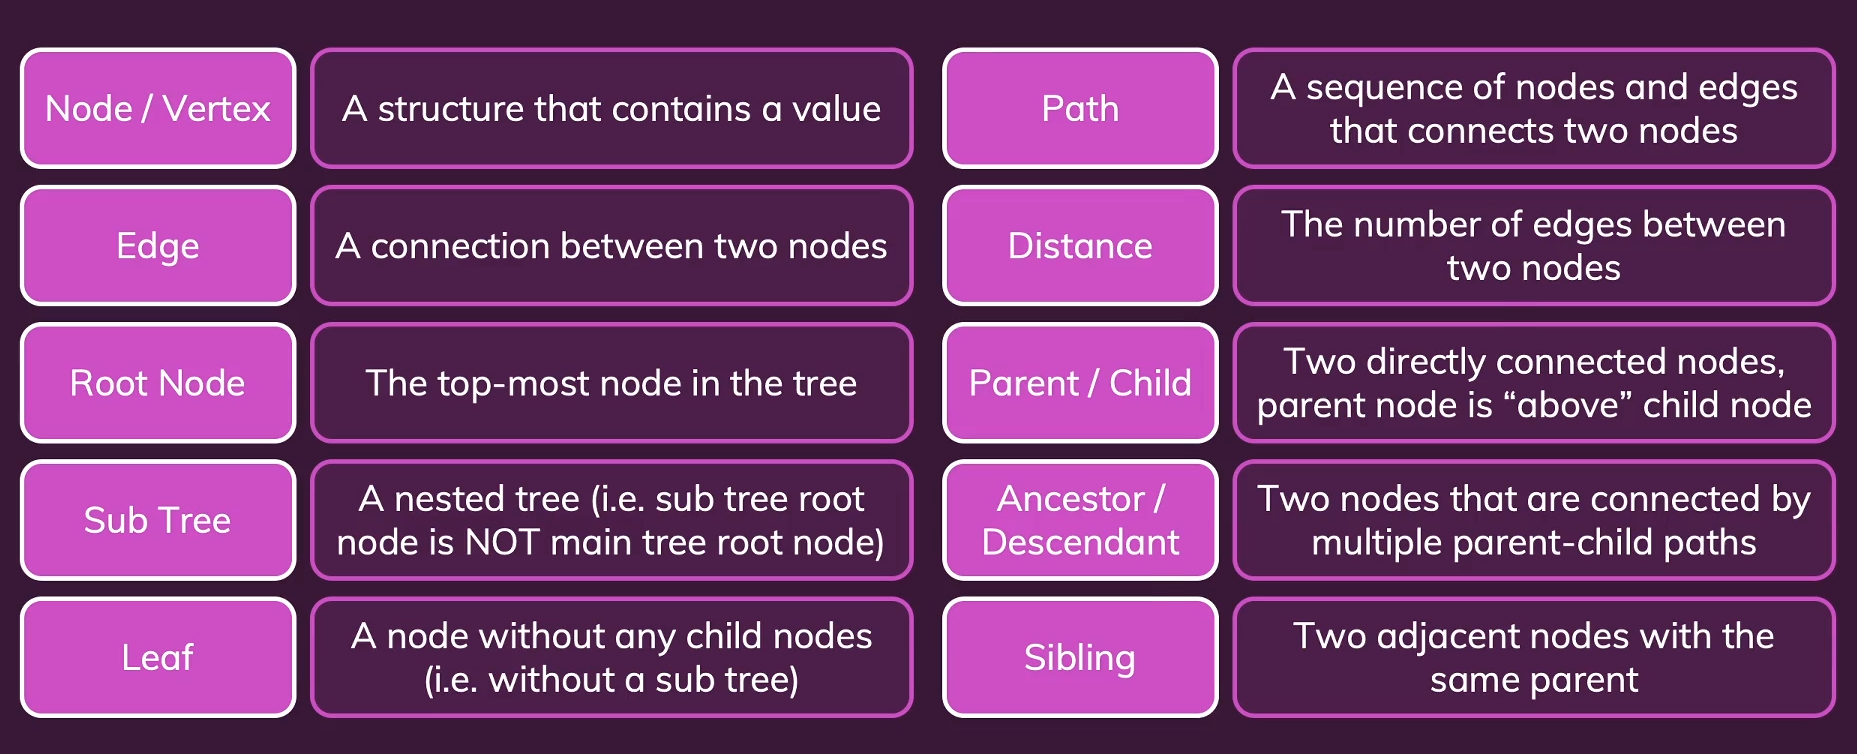 Node / Vertex
A structure that contains a value
Edge
A connection between two nodes
Root Node
The top-most node in the tree
Sub Tree
A nested tree (i.e. sub tree root
node is NOT main tree root node)
Leaf
A node without any child nodes
(i.e. without a sub tree)
Path
A sequence of nodes and edges
that connects two nodes
Distance
The number of edges between
two nodes
Parent / Child
Two directly connected nodes,
parent node is “above” child node
Ancestor /
Descendant
Two nodes that are connected by
multiple parent-child paths
Sibling
Two adjacent nodes with the
same parent